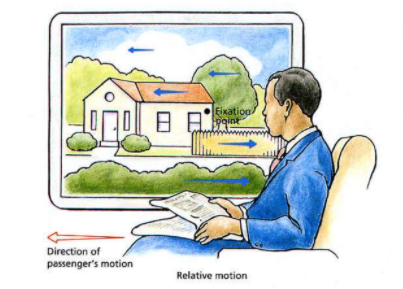 Fixation
point
Direction of
passenger's motion
Relative motion